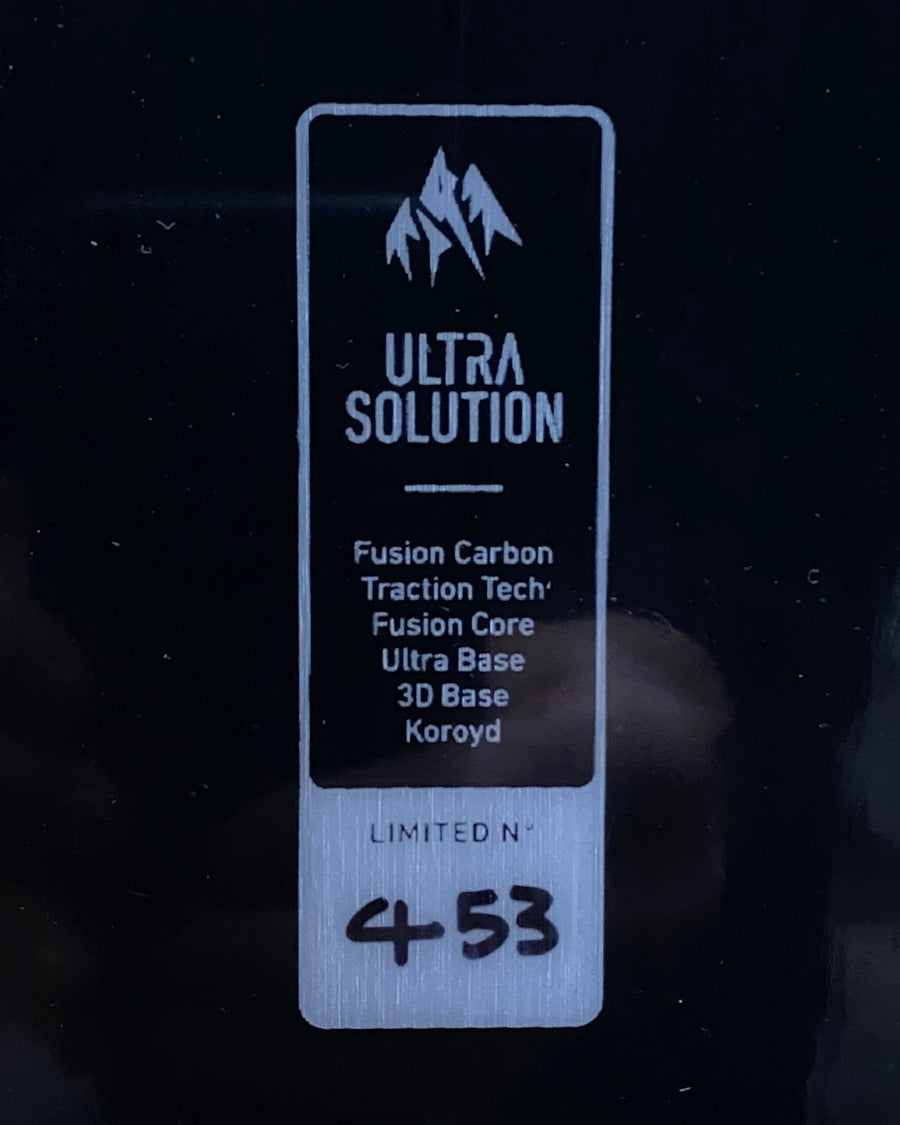 ULTRA
SOLUTION
Fusion Carbon
Traction Tech
Fusion Core
Ultra Base
3D Base
Koroyd
LIMITED N°
453